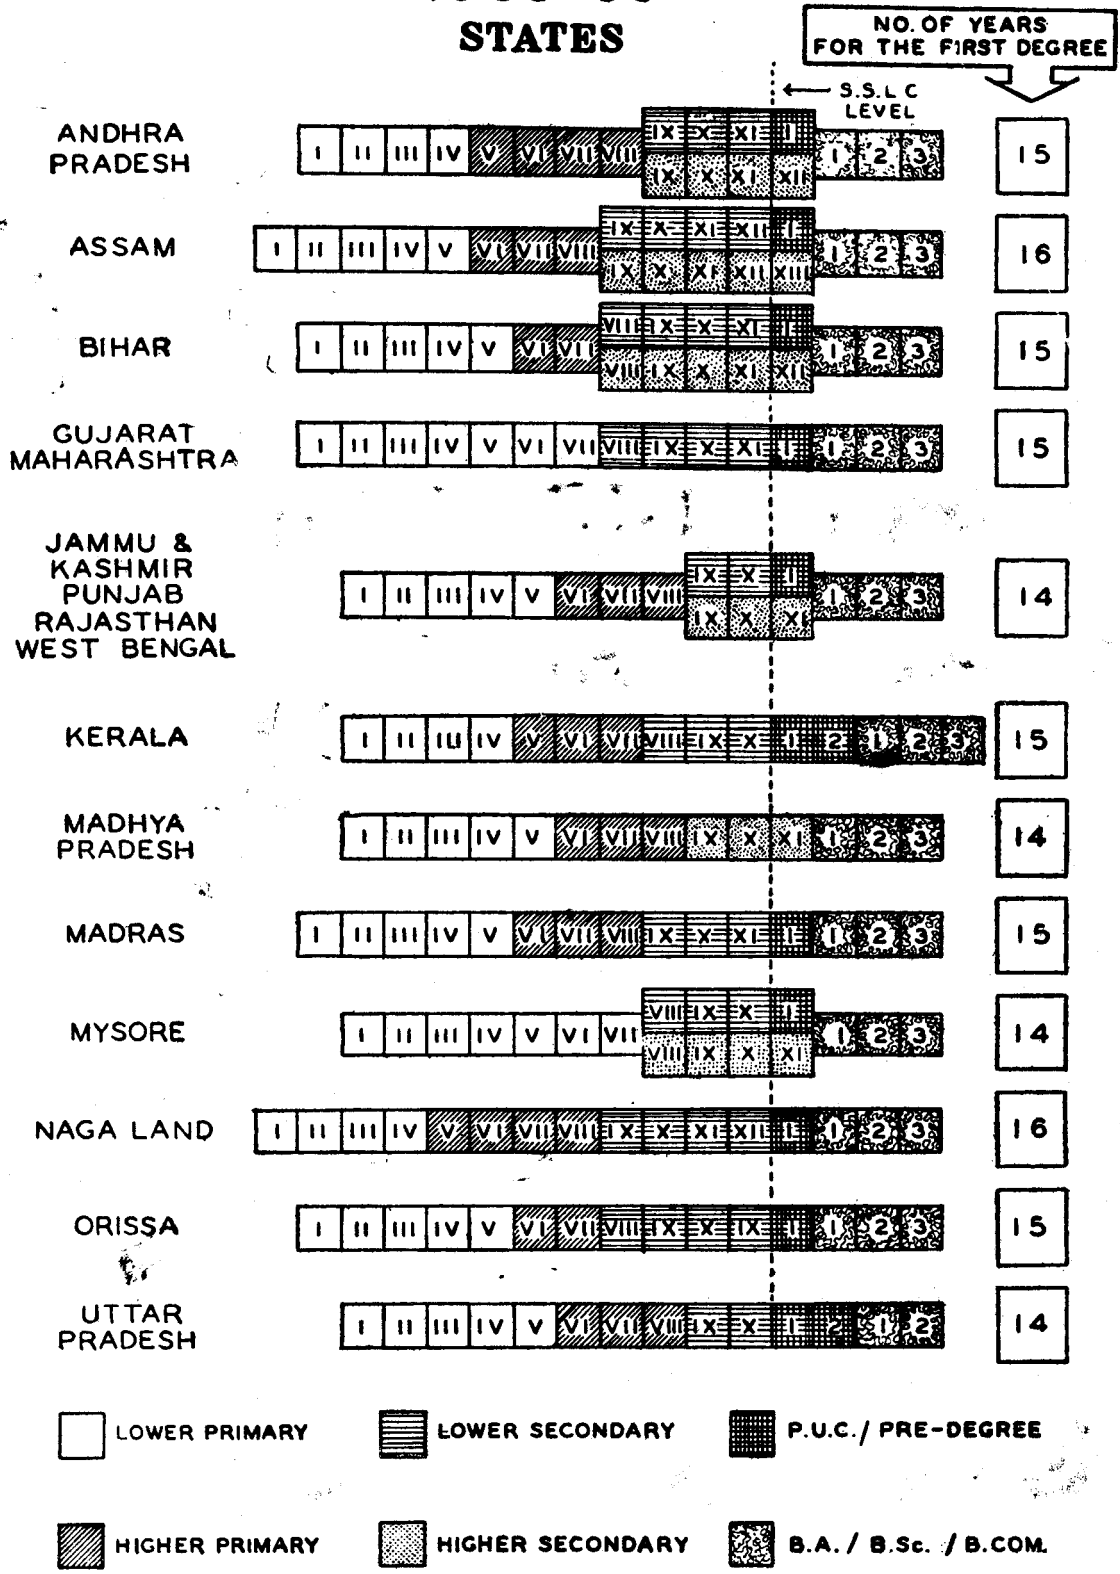 STATES
NO. OF YEARS
FOR THE FIRST DEGREE
S.S.L C
LEVEL
ANDHRA
PRADESH
I II III IV V VI VII VIII
IX X XI I
IX X XI XII
1 2 3
15
ASSAM
I II III IV V VI VII VIII
IX X XI XII I
IX X XI XII XIII
1 2 3
16
BIHAR
I II III IV V VI VII
VIII IX X XI I
VIII IX X XI XII
1 2 3
15
GUJARAT
MAHARASHTRA
I II III IV V VI VII VIII IX X XI I 1 2 3
15
JAMMU &
KASHMIR
PUNJAB
RAJASTHAN
WEST BENGAL
I II III IV V VI VII VIII
IX X I
IX X XI
1 2 3
14
KERALA
I II III IV V VI VII VIII IX X 1 2 1 2 3
15
MADHYA
PRADESH
I II III IV V VI VII VIII IX X XI 1 2 3
14
MADRAS
I II III IV V VI VII VIII IX X XI I 1 2 3
15
MYSORE
I II III IV V VI VII
VIII IX X I
VIII IX X XI
1 2 3
14
NAGA LAND
I II III IV V VI VII VIII IX X XI XII I 1 2 3
16
ORISSA
I II III IV V VI VII VIII IX X IX I 1 2 3
15
UTTAR
PRADESH
I II III IV V VI VII VIII IX X 1 2 1 2
14
LOWER PRIMARY
LOWER SECONDARY
P.U.C. / PRE-DEGREE
HIGHER PRIMARY
HIGHER SECONDARY
B.A. / B.Sc. / B.COM.